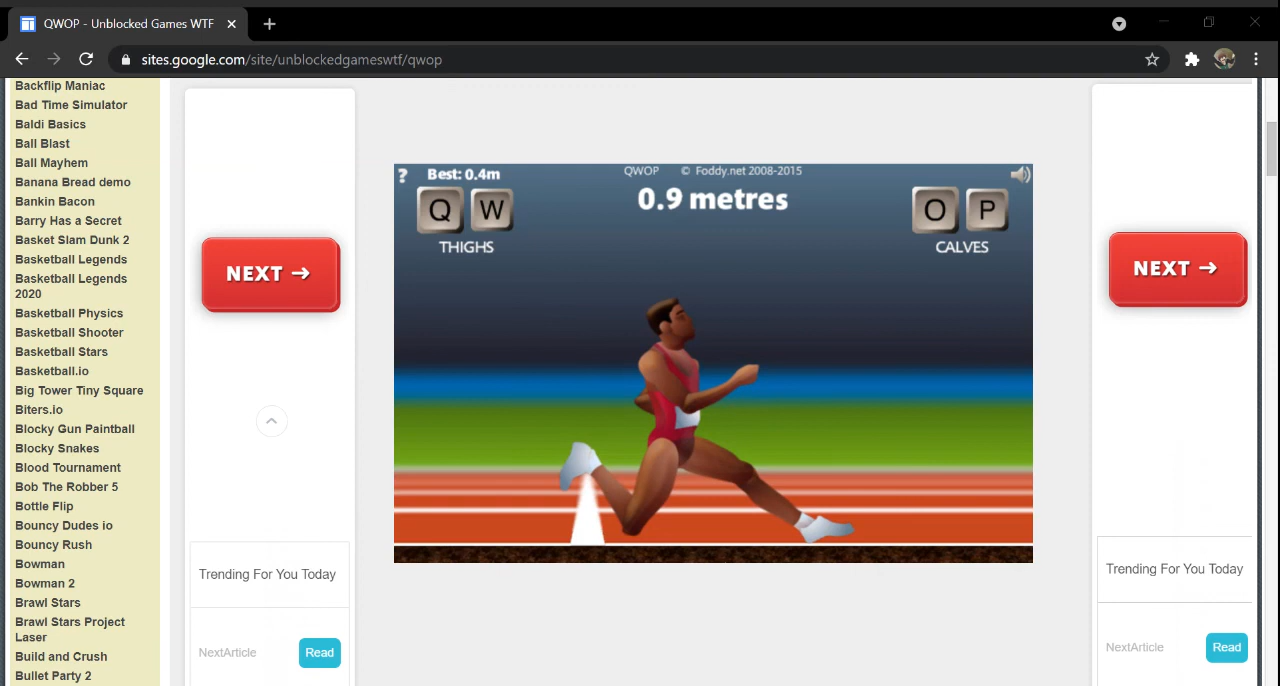 QWOP - Unblocked Games WTF
sites.google.com/site/unblockedgameswtf/qwop
Backflip Maniac
Bad Time Simulator
Baldi Basics
Ball Blast
Ball Mayhem
Banana Bread demo
Bankin Bacon
Barry Has a Secret
Basket Slam Dunk 2
Basketball Legends
Basketball Legends
2020
Basketball Physics
Basketball Shooter
Basketball Stars
Basketball.io
Big Tower Tiny Square
Biters.io
Blocky Gun Paintball
Blocky Snakes
Blood Tournament
Bob The Robber 5
Bottle Flip
Bouncy Dudes io
Bouncy Rush
Bowman
Bowman 2
Brawl Stars
Brawl Stars Project
Laser
Build and Crush
Bullet Party 2
NEXT →
Trending For You Today
NextArticle
Read
? Best: 0.4m
QWOP © Foddy.net 2008-2015
0.9 metres
Q W
THIGHS
O P
CALVES
NEXT →
Trending For You Today
NextArticle
Read